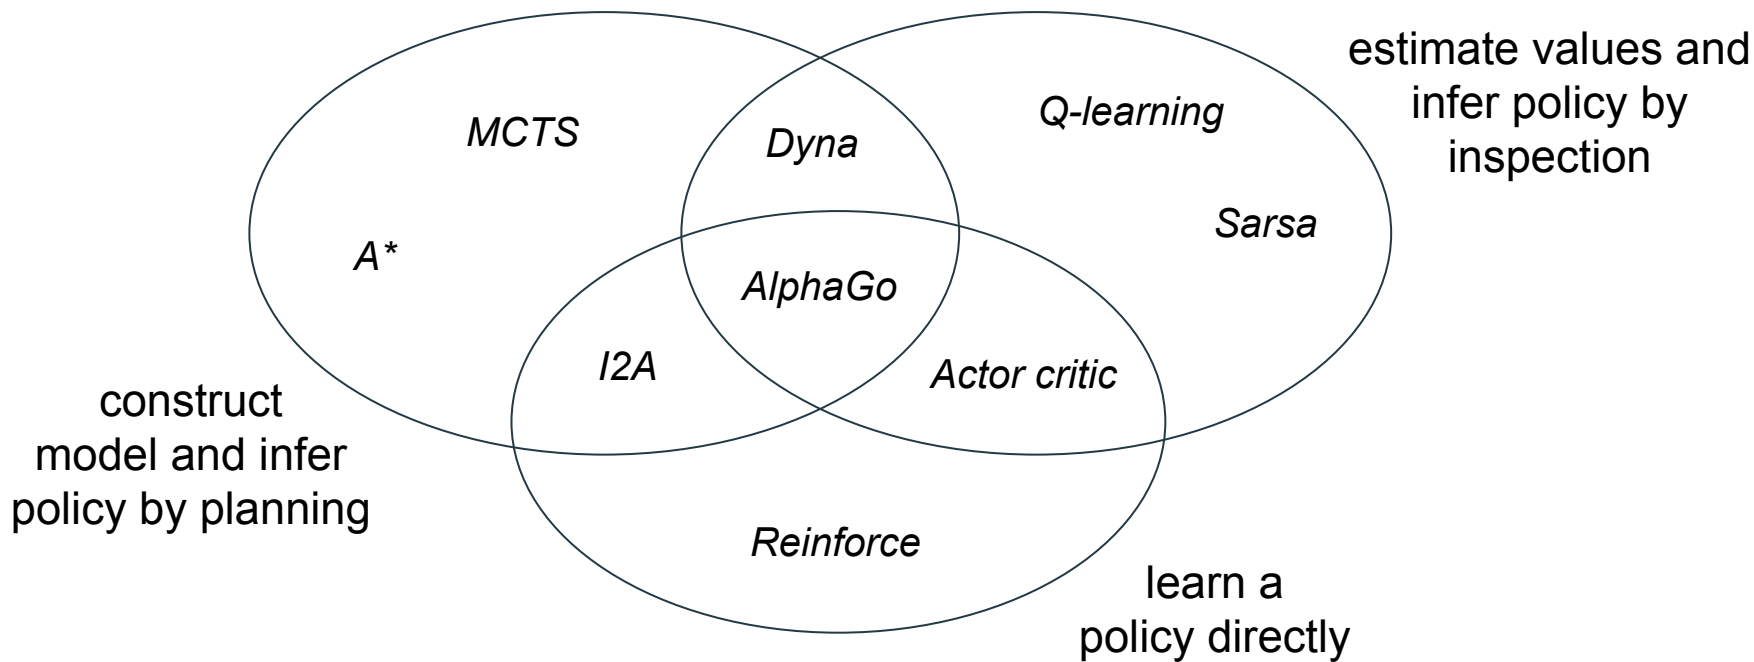 estimate values and
infer policy by
inspection
MCTS
Dyna
Q-learning
A*
Sarsa
AlphaGo
I2A
Actor critic
construct
model and infer
policy by planning
Reinforce
learn a
policy directly